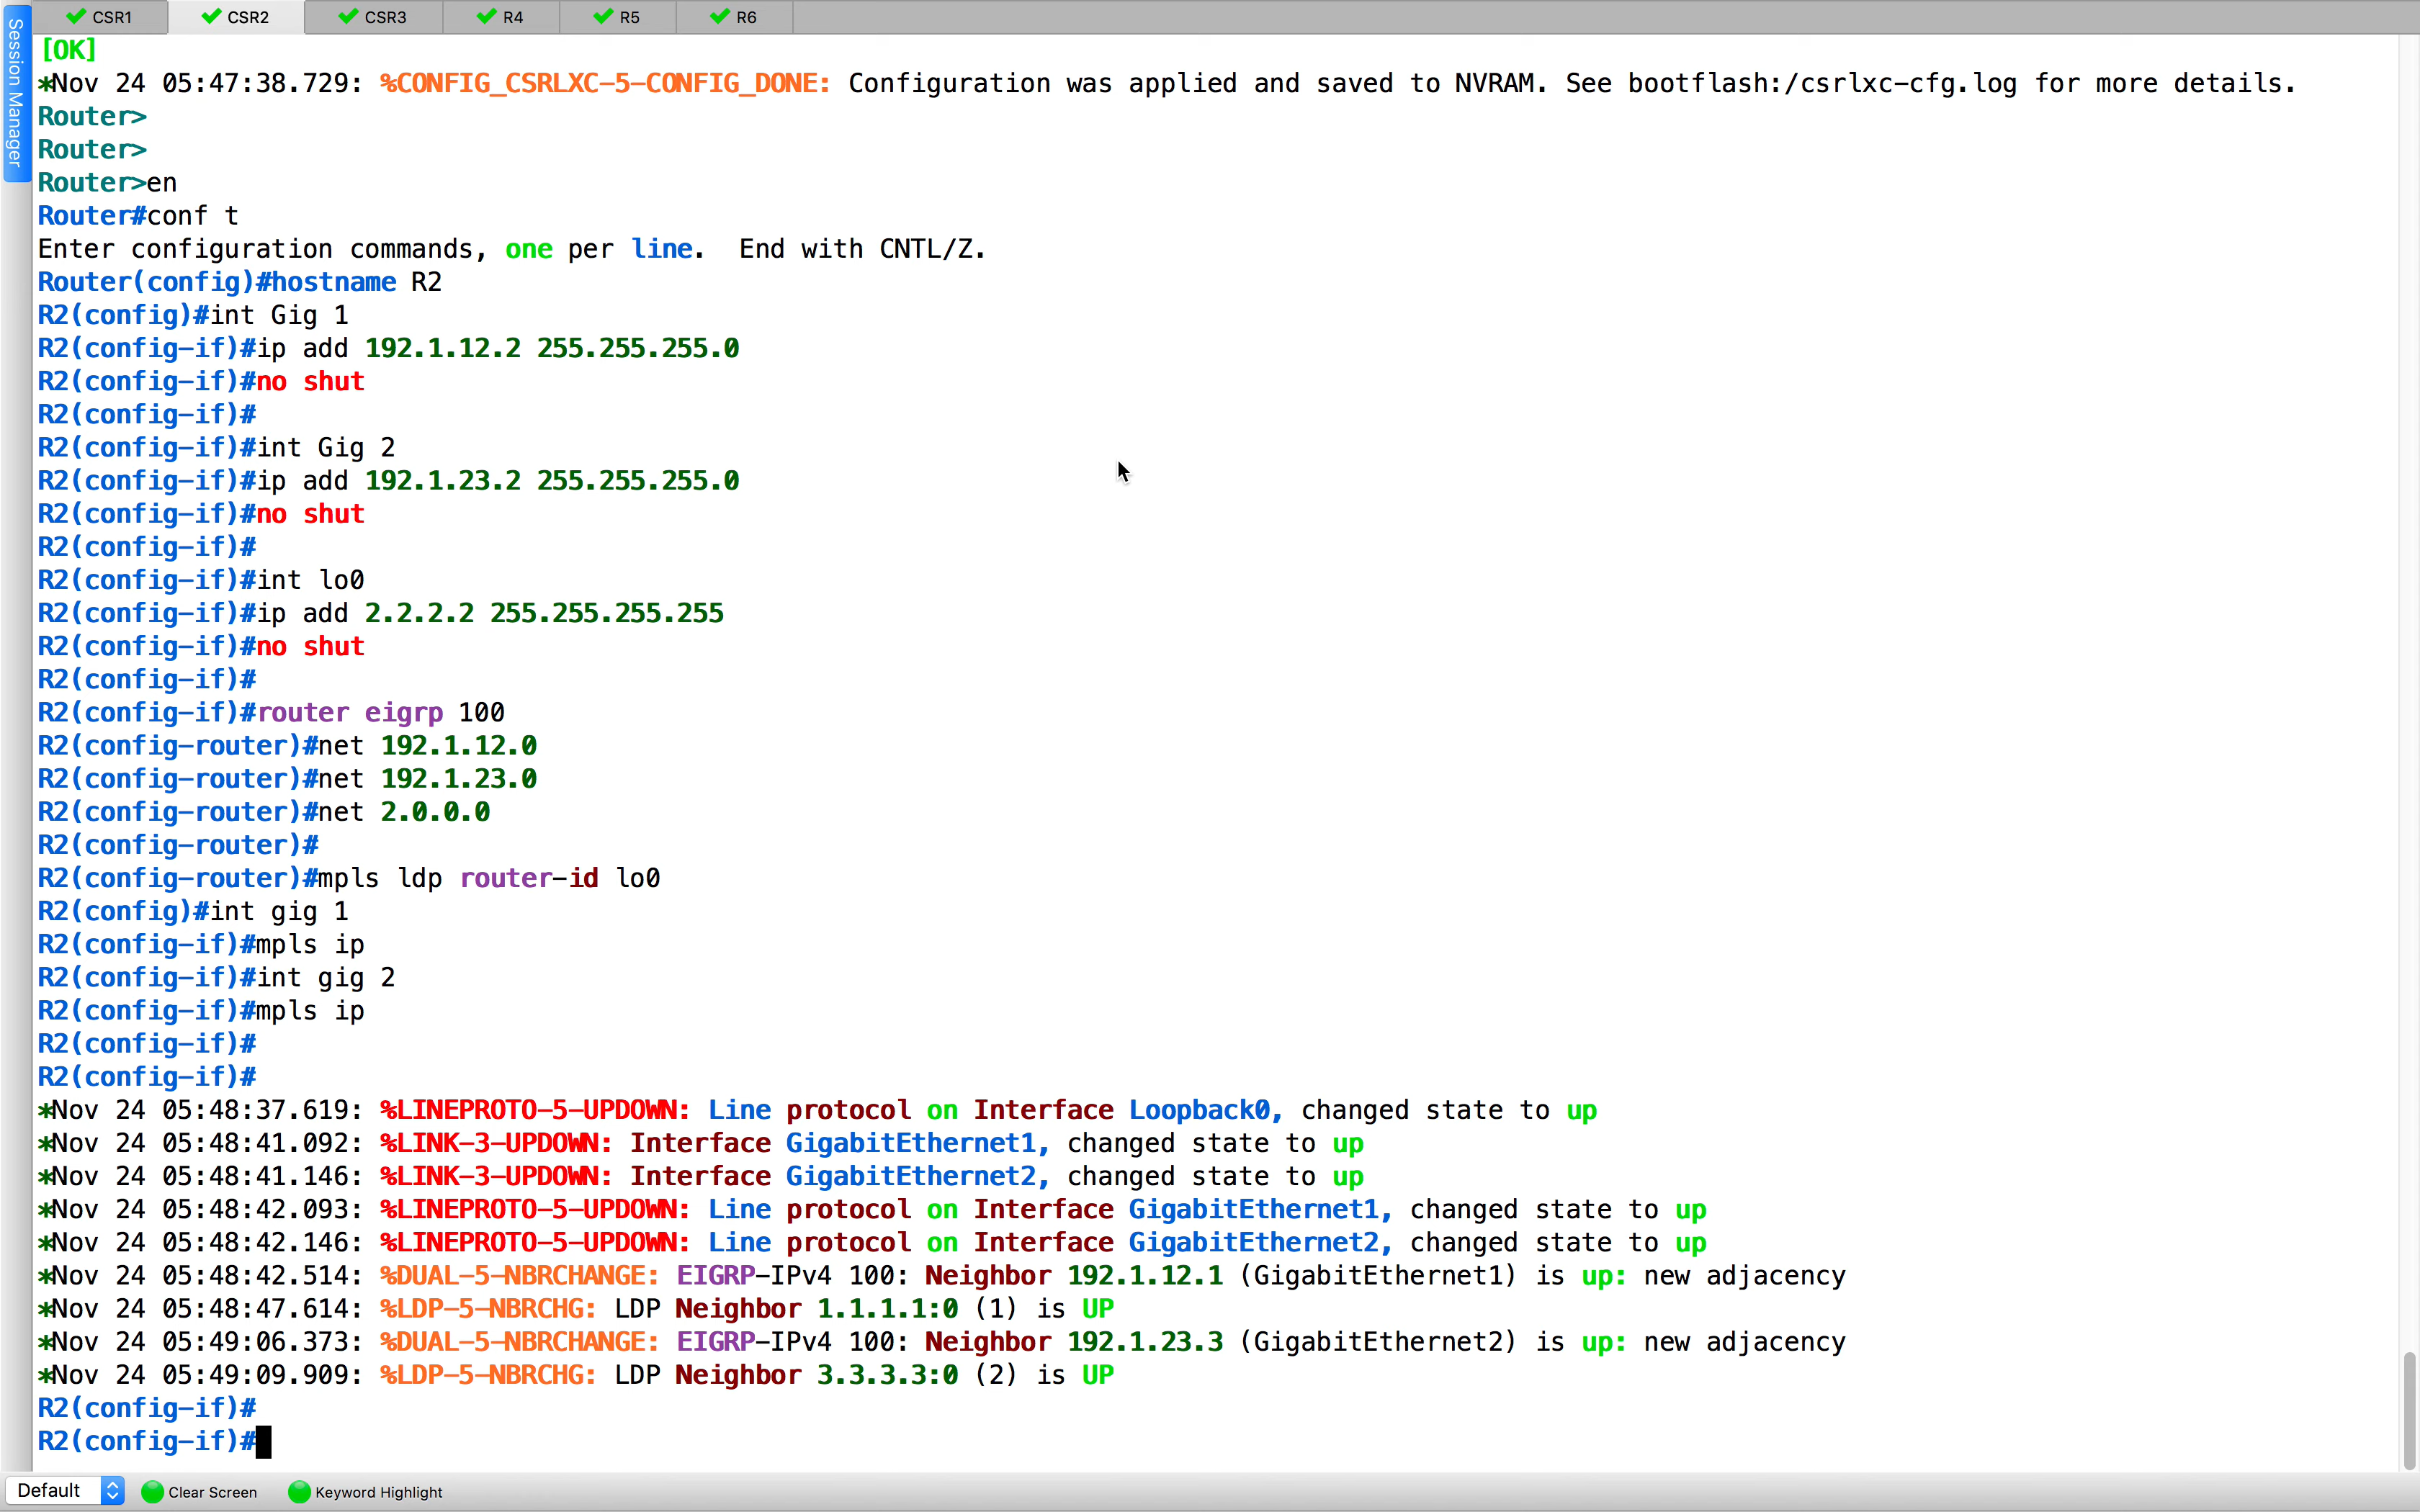 CSR1 CSR2 CSR3 R4 R5 R6
Session Manager
[OK]
*Nov 24 05:47:38.729: %CONFIG_CSRLXC-5-CONFIG_DONE: Configuration was applied and saved to NVRAM. See bootflash:/csrlxc-cfg.log for more details.
Router>
Router>
Router>en
Router#conf t
Enter configuration commands, one per line.  End with CNTL/Z.
Router(config)#hostname R2
R2(config)#int Gig 1
R2(config-if)#ip add 192.1.12.2 255.255.255.0
R2(config-if)#no shut
R2(config-if)#
R2(config-if)#int Gig 2
R2(config-if)#ip add 192.1.23.2 255.255.255.0
R2(config-if)#no shut
R2(config-if)#
R2(config-if)#int lo0
R2(config-if)#ip add 2.2.2.2 255.255.255.255
R2(config-if)#no shut
R2(config-if)#
R2(config-if)#router eigrp 100
R2(config-router)#net 192.1.12.0
R2(config-router)#net 192.1.23.0
R2(config-router)#net 2.0.0.0
R2(config-router)#
R2(config-router)#mpls ldp router-id lo0
R2(config)#int gig 1
R2(config-if)#mpls ip
R2(config-if)#int gig 2
R2(config-if)#mpls ip
R2(config-if)#
R2(config-if)#
*Nov 24 05:48:37.619: %LINEPROTO-5-UPDOWN: Line protocol on Interface Loopback0, changed state to up
*Nov 24 05:48:41.092: %LINK-3-UPDOWN: Interface GigabitEthernet1, changed state to up
*Nov 24 05:48:41.146: %LINK-3-UPDOWN: Interface GigabitEthernet2, changed state to up
*Nov 24 05:48:42.093: %LINEPROTO-5-UPDOWN: Line protocol on Interface GigabitEthernet1, changed state to up
*Nov 24 05:48:42.146: %LINEPROTO-5-UPDOWN: Line protocol on Interface GigabitEthernet2, changed state to up
*Nov 24 05:48:42.514: %DUAL-5-NBRCHANGE: EIGRP-IPv4 100: Neighbor 192.1.12.1 (GigabitEthernet1) is up: new adjacency
*Nov 24 05:48:47.614: %LDP-5-NBRCHG: LDP Neighbor 1.1.1.1:0 (1) is UP
*Nov 24 05:49:06.373: %DUAL-5-NBRCHANGE: EIGRP-IPv4 100: Neighbor 192.1.23.3 (GigabitEthernet2) is up: new adjacency
*Nov 24 05:49:09.909: %LDP-5-NBRCHG: LDP Neighbor 3.3.3.3:0 (2) is UP
R2(config-if)#
R2(config-if)#
Default Clear Screen Keyword Highlight